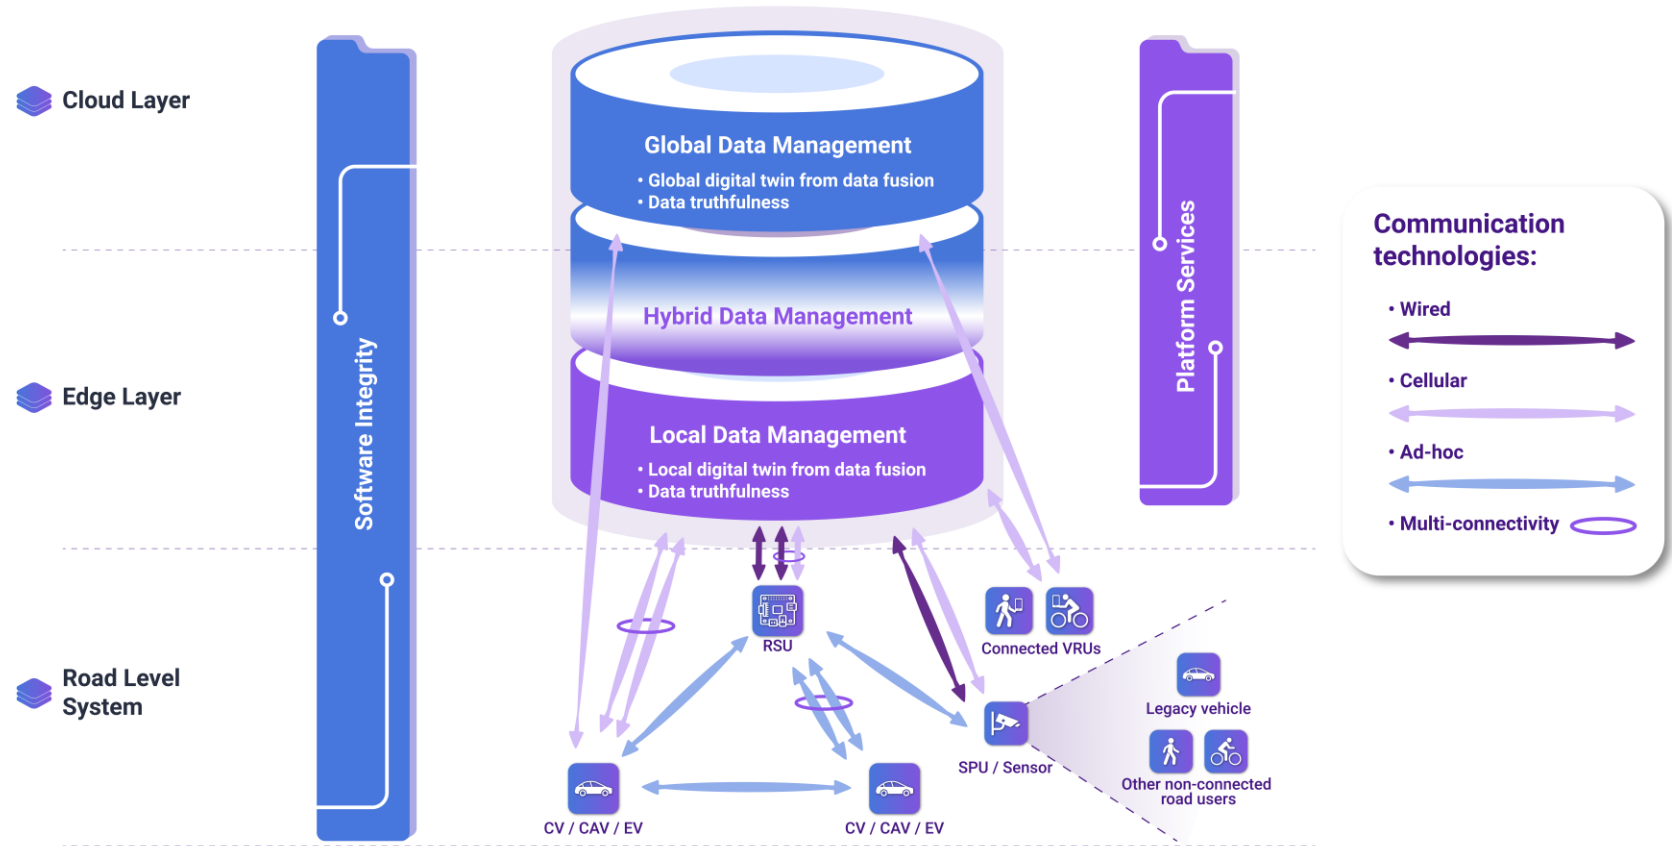 Cloud Layer
Edge Layer
Road Level
System
Software Integrity
Global Data Management
• Global digital twin from data fusion
• Data truthfulness
Hybrid Data Management
Local Data Management
• Local digital twin from data fusion
• Data truthfulness
Platform Services
RSU
Connected VRUs
Legacy vehicle
SPU / Sensor
Other non-connected
road users
CV / CAV / EV
CV / CAV / EV
Communication
technologies:
• Wired
• Cellular
• Ad-hoc
• Multi-connectivity